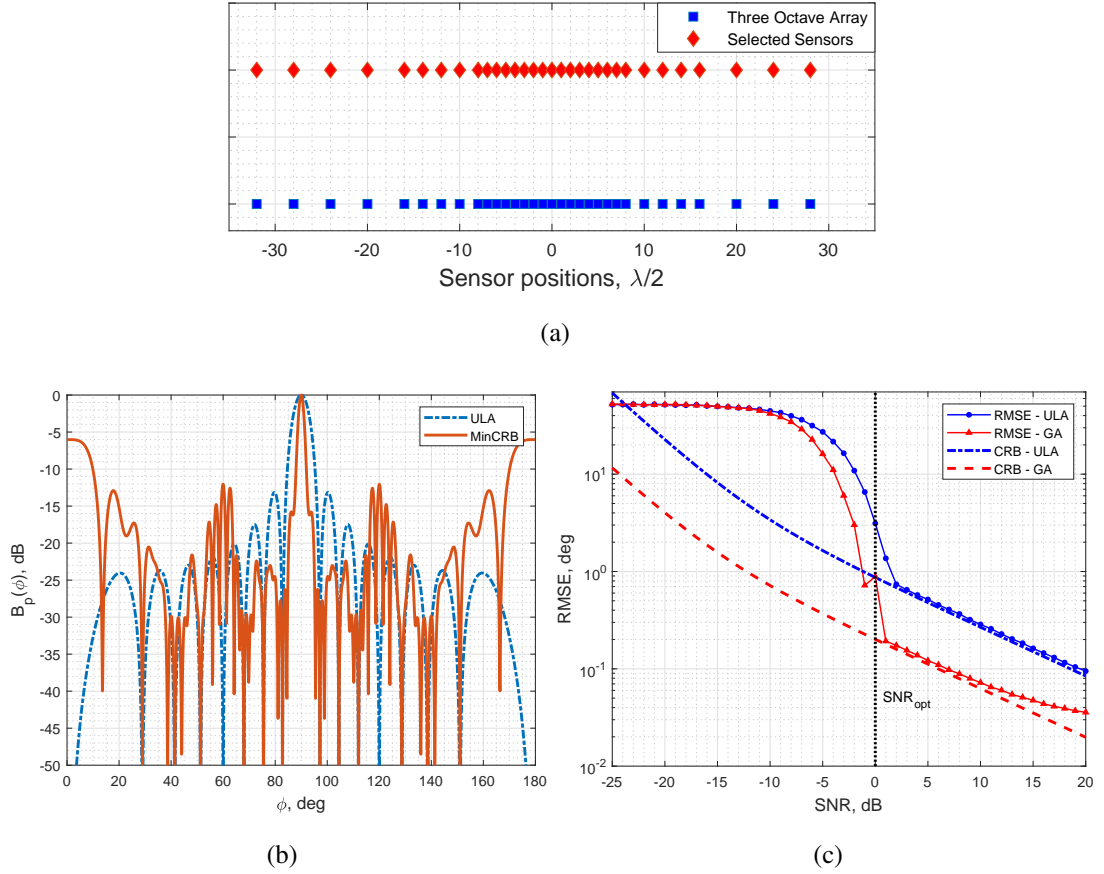 Three Octave Array
Selected Sensors
-30 -20 -10 0 10 20 30
Sensor positions, λ/2
(a)
0
-5
-10
-15
-20
-25
-30
-35
-40
-45
-50
B_p(ϕ), dB
ULA
MinCRB
0 20 40 60 80 100 120 140 160 180
ϕ, deg
(b)
10^1
10^0
10^-1
10^-2
RMSE, deg
RMSE - ULA
RMSE - GA
CRB - ULA
CRB - GA
SNR_opt
-25 -20 -15 -10 -5 0 5 10 15 20
SNR, dB
(c)